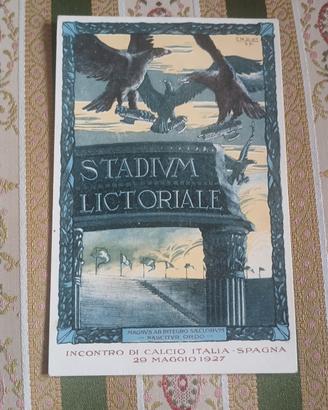 STADIVM
LICTORIALE
MAGNVS AB INTEGRO SAECLORVM
NASCITVR ORDO
INCONTRO DI CALCIO ITALIA-SPAGNA
29 MAGGIO 1927